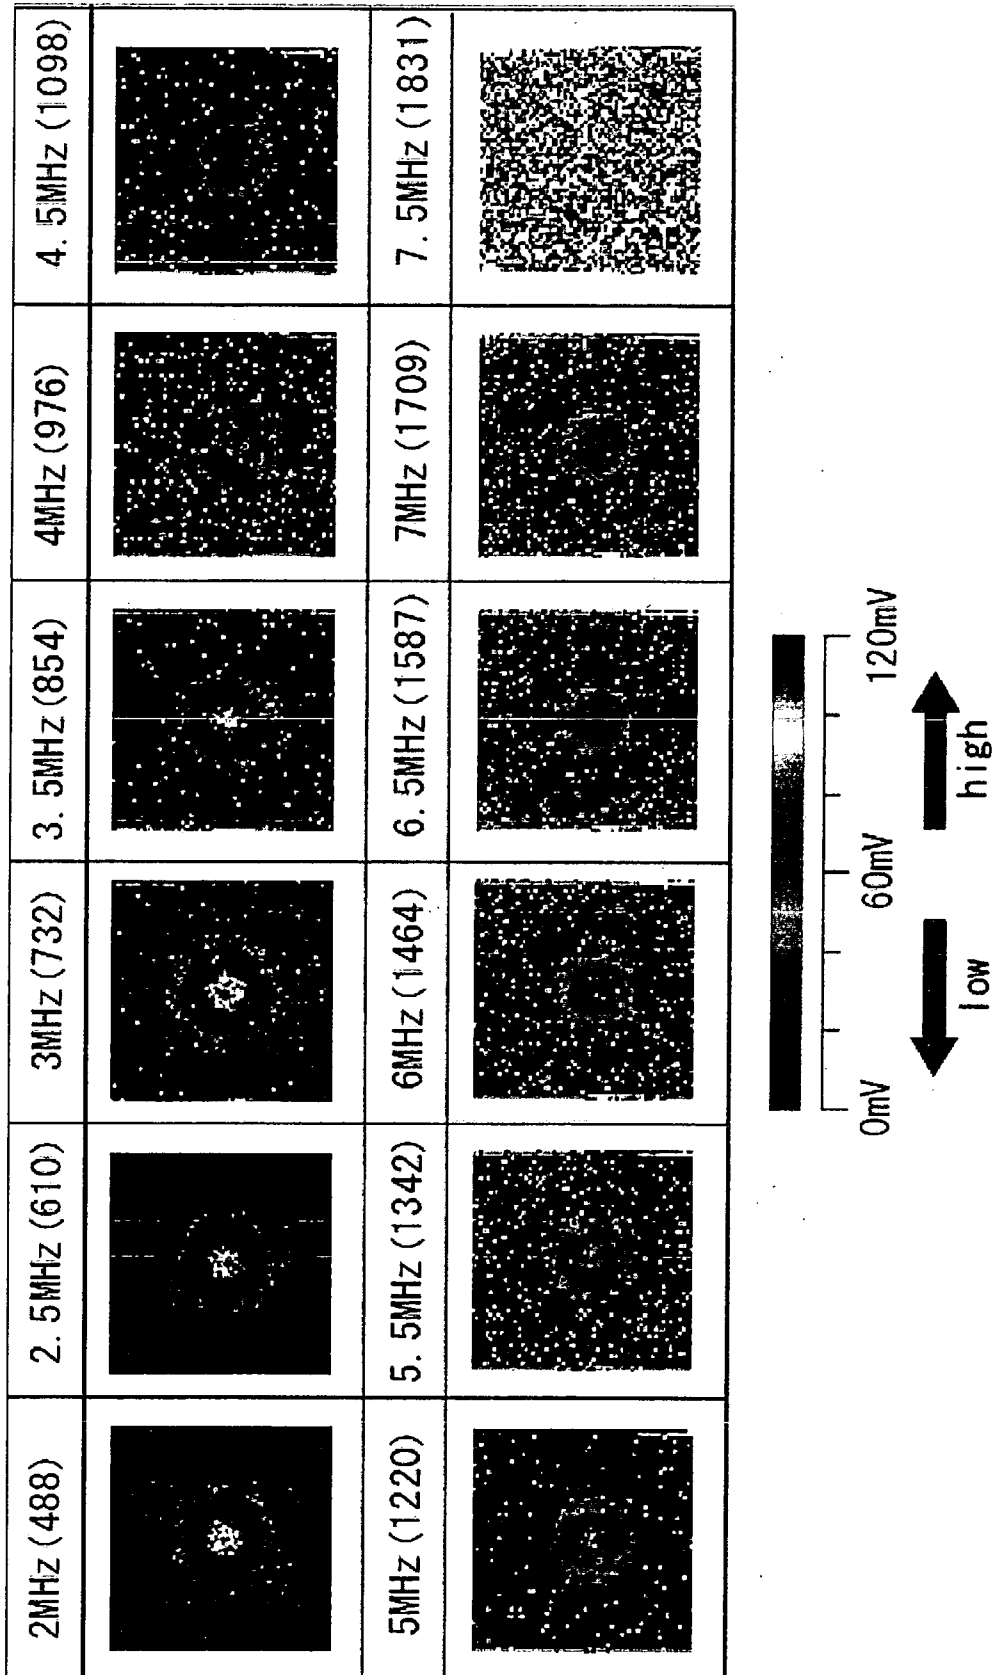 2MHz (488)
2. 5MHz (610)
3MHz (732)
3. 5MHz (854)
4MHz (976)
4. 5MHz (1098)
5MHz (1220)
5. 5MHz (1342)
6MHz (1464)
6. 5MHz (1587)
7MHz (1709)
7. 5MHz (1831)
0mV
60mV
120mV
low
high